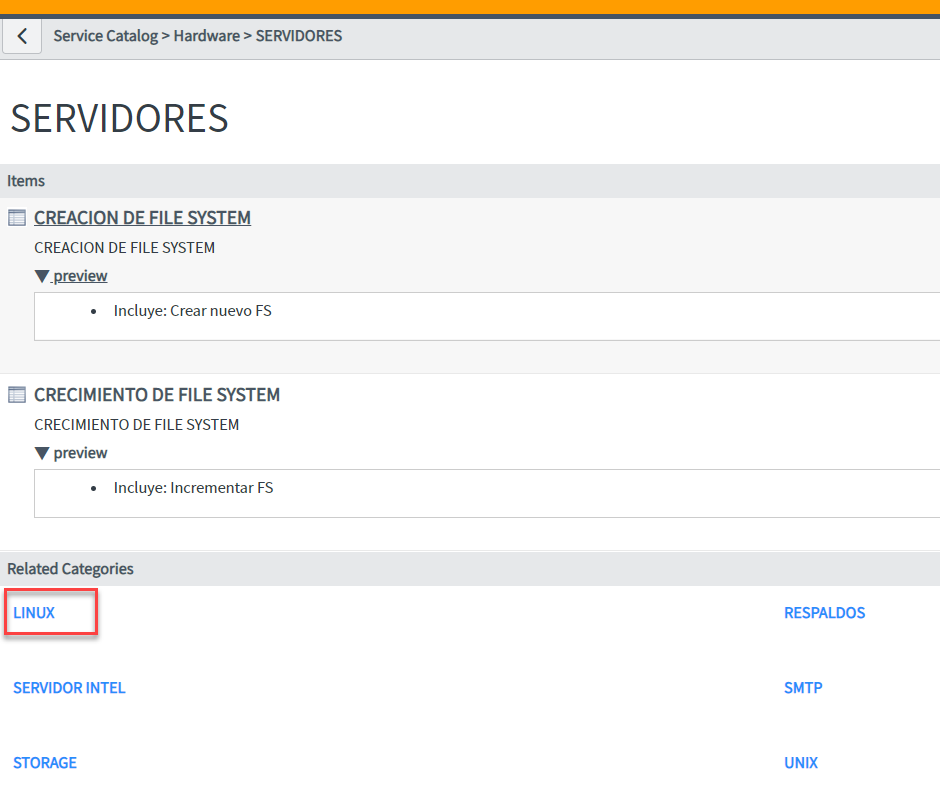 Service Catalog > Hardware > SERVIDORES
SERVIDORES
Items
CREACION DE FILE SYSTEM
CREACION DE FILE SYSTEM
preview
Incluye: Crear nuevo FS
CRECIMIENTO DE FILE SYSTEM
CRECIMIENTO DE FILE SYSTEM
preview
Incluye: Incrementar FS
Related Categories
LINUX RESPALDOS
SERVIDOR INTEL SMTP
STORAGE UNIX